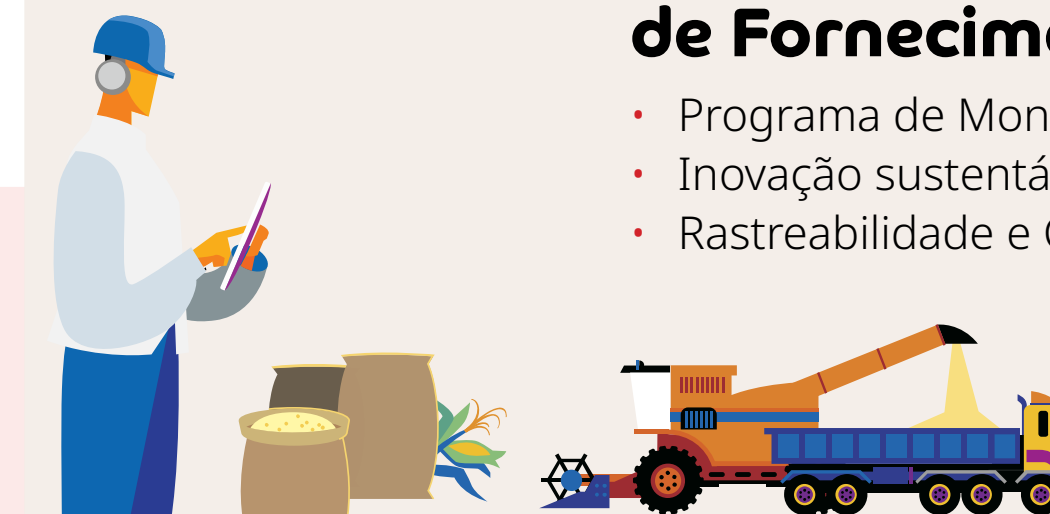 de Fornecim
Programa de Mon
Inovação sustentá
Rastreabilidade e